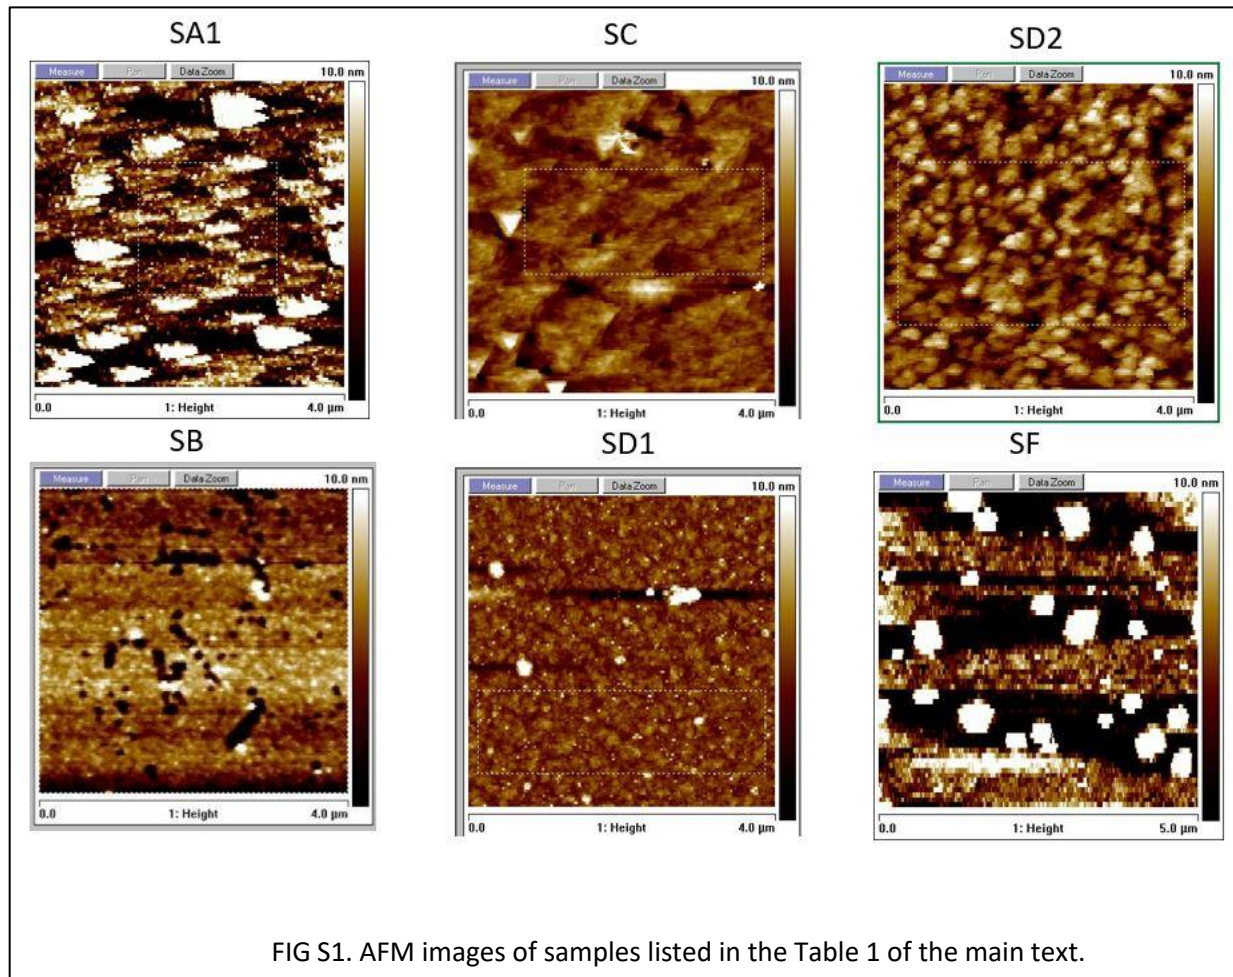 SA1
SC
SD2
Measure Pan Data Zoom 10.0 nm
Measure Pan Data Zoom 10.0 nm
Measure Pan Data Zoom 10.0 nm
0.0 1: Height 4.0 µm
0.0 1: Height 4.0 µm
0.0 1: Height 4.0 µm
SB
SD1
SF
Measure Pan Data Zoom 10.0 nm
Measure Pan Data Zoom 10.0 nm
Measure Pan Data Zoom 10.0 nm
0.0 1: Height 4.0 µm
0.0 1: Height 4.0 µm
0.0 1: Height 5.0 µm
FIG S1. AFM images of samples listed in the Table 1 of the main text.